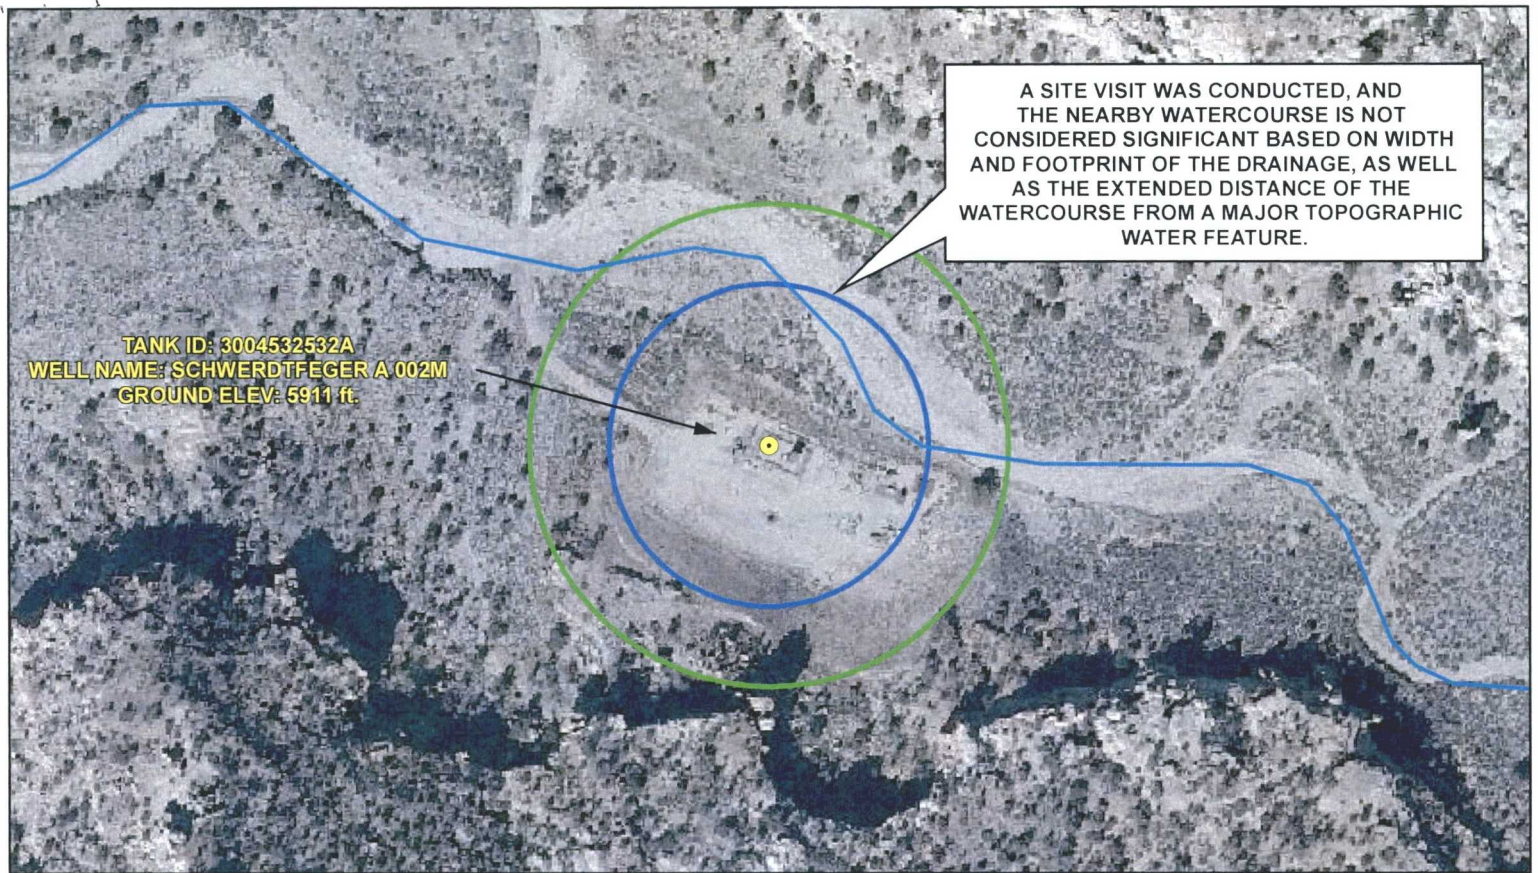 A SITE VISIT WAS CONDUCTED, AND
THE NEARBY WATERCOURSE IS NOT
CONSIDERED SIGNIFICANT BASED ON WIDTH
AND FOOTPRINT OF THE DRAINAGE, AS WELL
AS THE EXTENDED DISTANCE OF THE
WATERCOURSE FROM A MAJOR TOPOGRAPHIC
WATER FEATURE.
TANK ID: 3004532532A
WELL NAME: SCHWERDTFEGER A 002M
GROUND ELEV: 5911 ft.